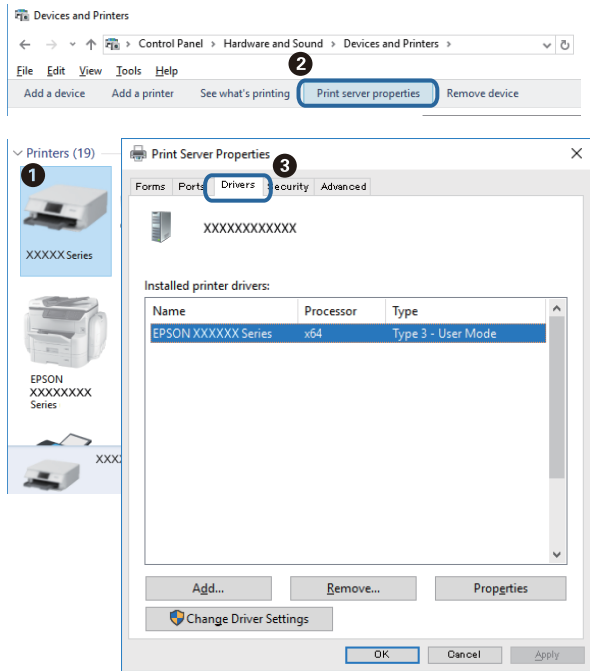 Devices and Printers
Control Panel > Hardware and Sound > Devices and Printers >
File Edit View Tools Help
2
Add a device Add a printer See what's printing Print server properties Remove device
Printers (19)
1
XXXXX Series
EPSON
XXXXXXXX
Series
XXX
Print Server Properties
3
Forms Ports Drivers Security Advanced
XXXXXXXXXXXX
Installed printer drivers:
Name Processor Type
EPSON XXXXXX Series x64 Type 3 - User Mode
Add... Remove... Properties
Change Driver Settings
OK Cancel Apply